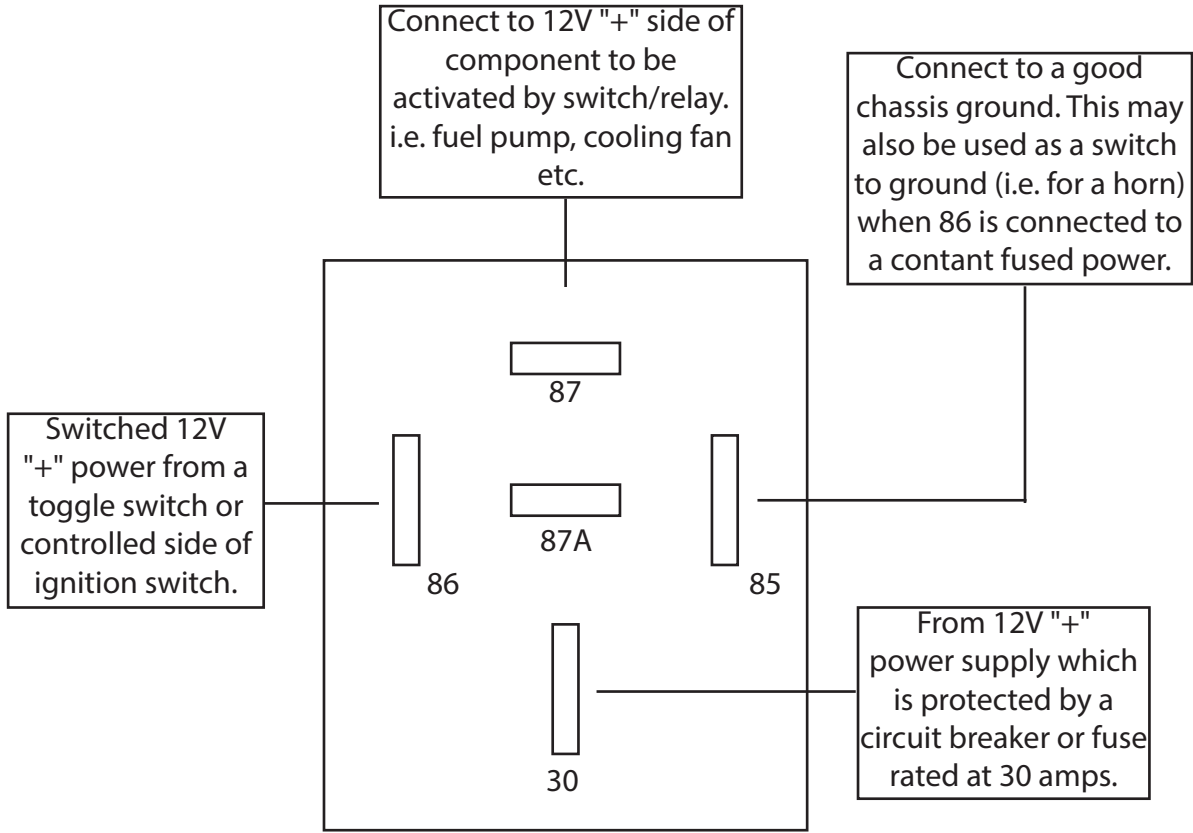 Connect to 12V "+" side of
component to be
activated by switch/relay.
i.e. fuel pump, cooling fan
etc.
Connect to a good
chassis ground. This may
also be used as a switch
to ground (i.e. for a horn)
when 86 is connected to
a contant fused power.
87
Switched 12V
"+" power from a
toggle switch or
controlled side of
ignition switch.
87A
86
85
From 12V "+"
power supply which
is protected by a
circuit breaker or fuse
rated at 30 amps.
30